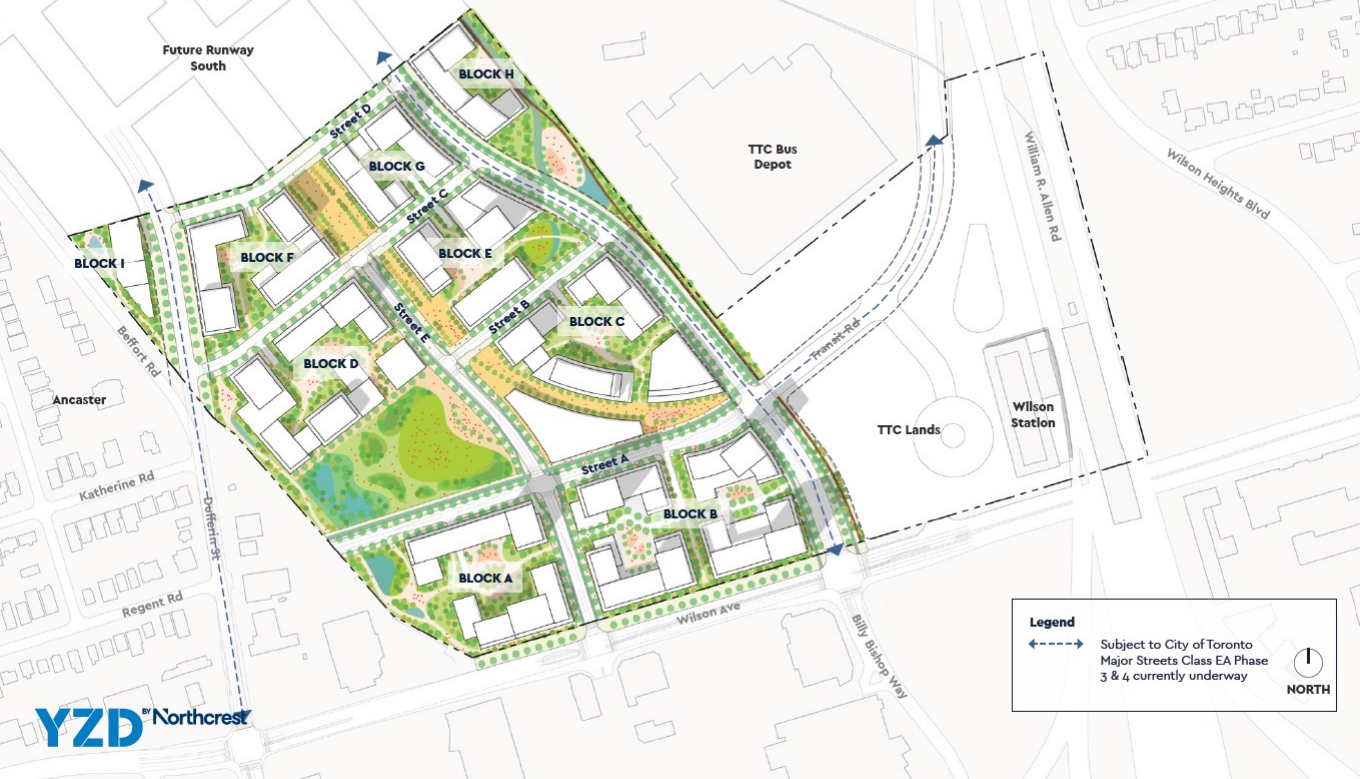 Future Runway
South
BLOCK H
Street D
TTC Bus
Depot
William R. Allen Rd
Wilson Heights Blvd
BLOCK G
Street C
BLOCK I
BLOCK F
BLOCK E
Street B
Street E
BLOCK C
Beffort Rd
BLOCK D
Transit Rd
Ancaster
TTC Lands
Wilson
Station
Katherine Rd
Street A
Dufferin St
BLOCK B
BLOCK A
Regent Rd
Wilson Ave
Billy Bishop Way
Legend
Subject to City of Toronto
Major Streets Class EA Phase
3 & 4 currently underway
NORTH
YZD BY Northcrest